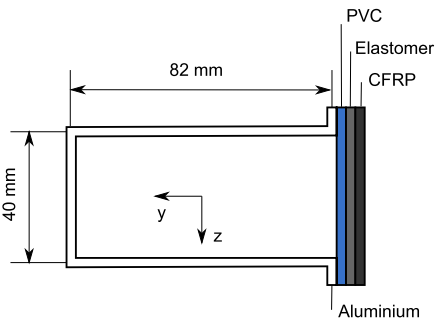 PVC
Elastomer
CFRP
82 mm
40 mm
y
z
Aluminium